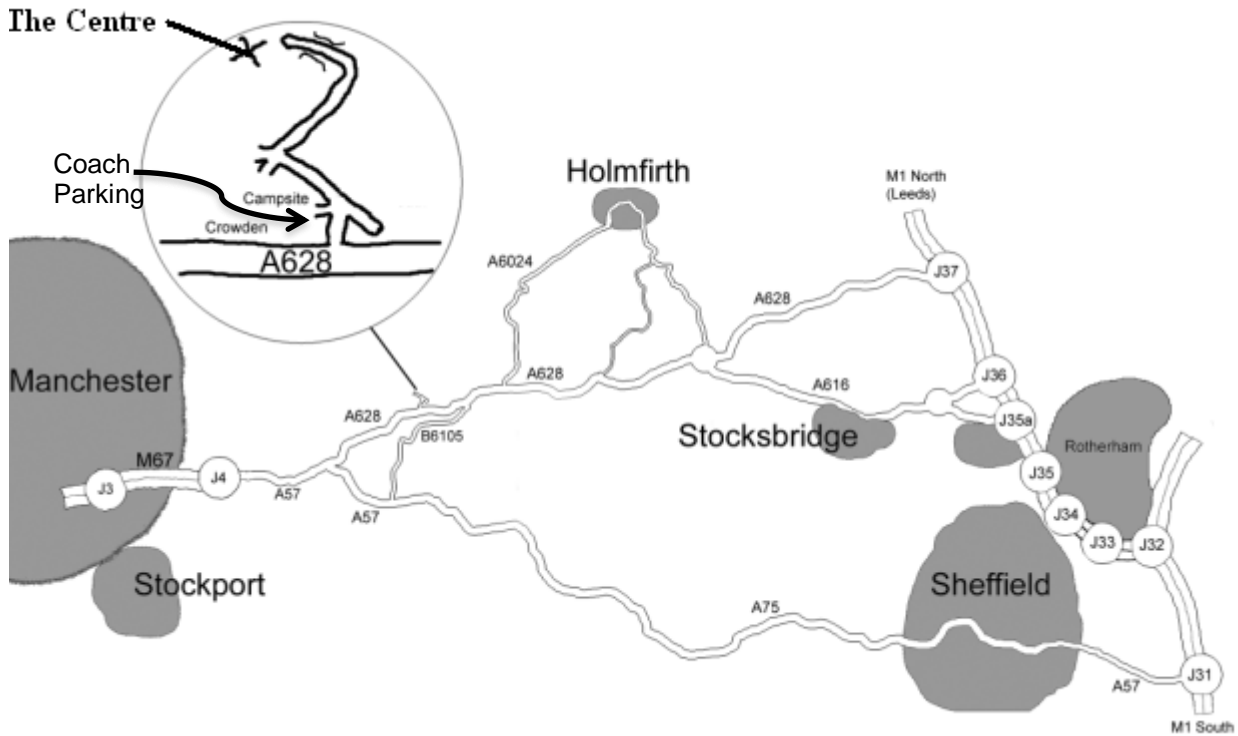 The Centre
Coach
Parking
Campsite
Crowden
A628
Holmfirth
M1 North
(Leeds)
A6024
J37
A628
Manchester
A628
J36
A628
A616
J35a
B6105
Stocksbridge
Rotherham
M67
J3
J4
A57
J35
A57
J34
J33
J32
Stockport
Sheffield
A75
J31
A57
M1 South